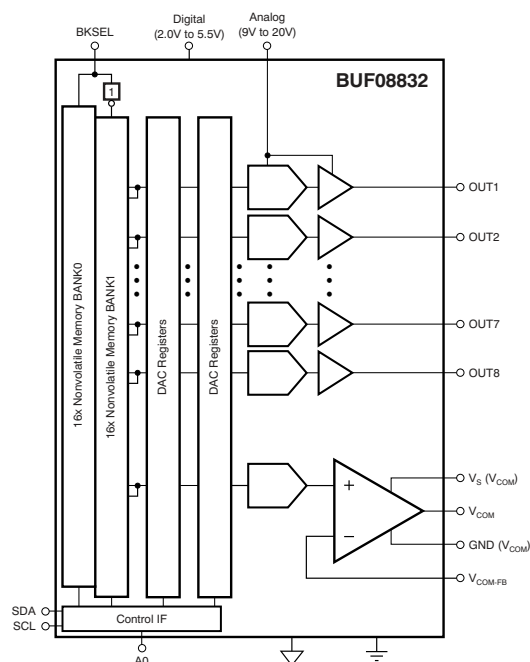 Digital
(2.0V to 5.5V)
Analog
(9V to 20V)
BKSEL
BUF08832
1
OUT1
OUT2
OUT7
OUT8
16x Nonvolatile Memory BANK0
16x Nonvolatile Memory BANK1
DAC Registers
DAC Registers
+
−
VS (VCOM)
VCOM
GND (VCOM)
VCOM-FB
SDA
SCL
Control IF
A0